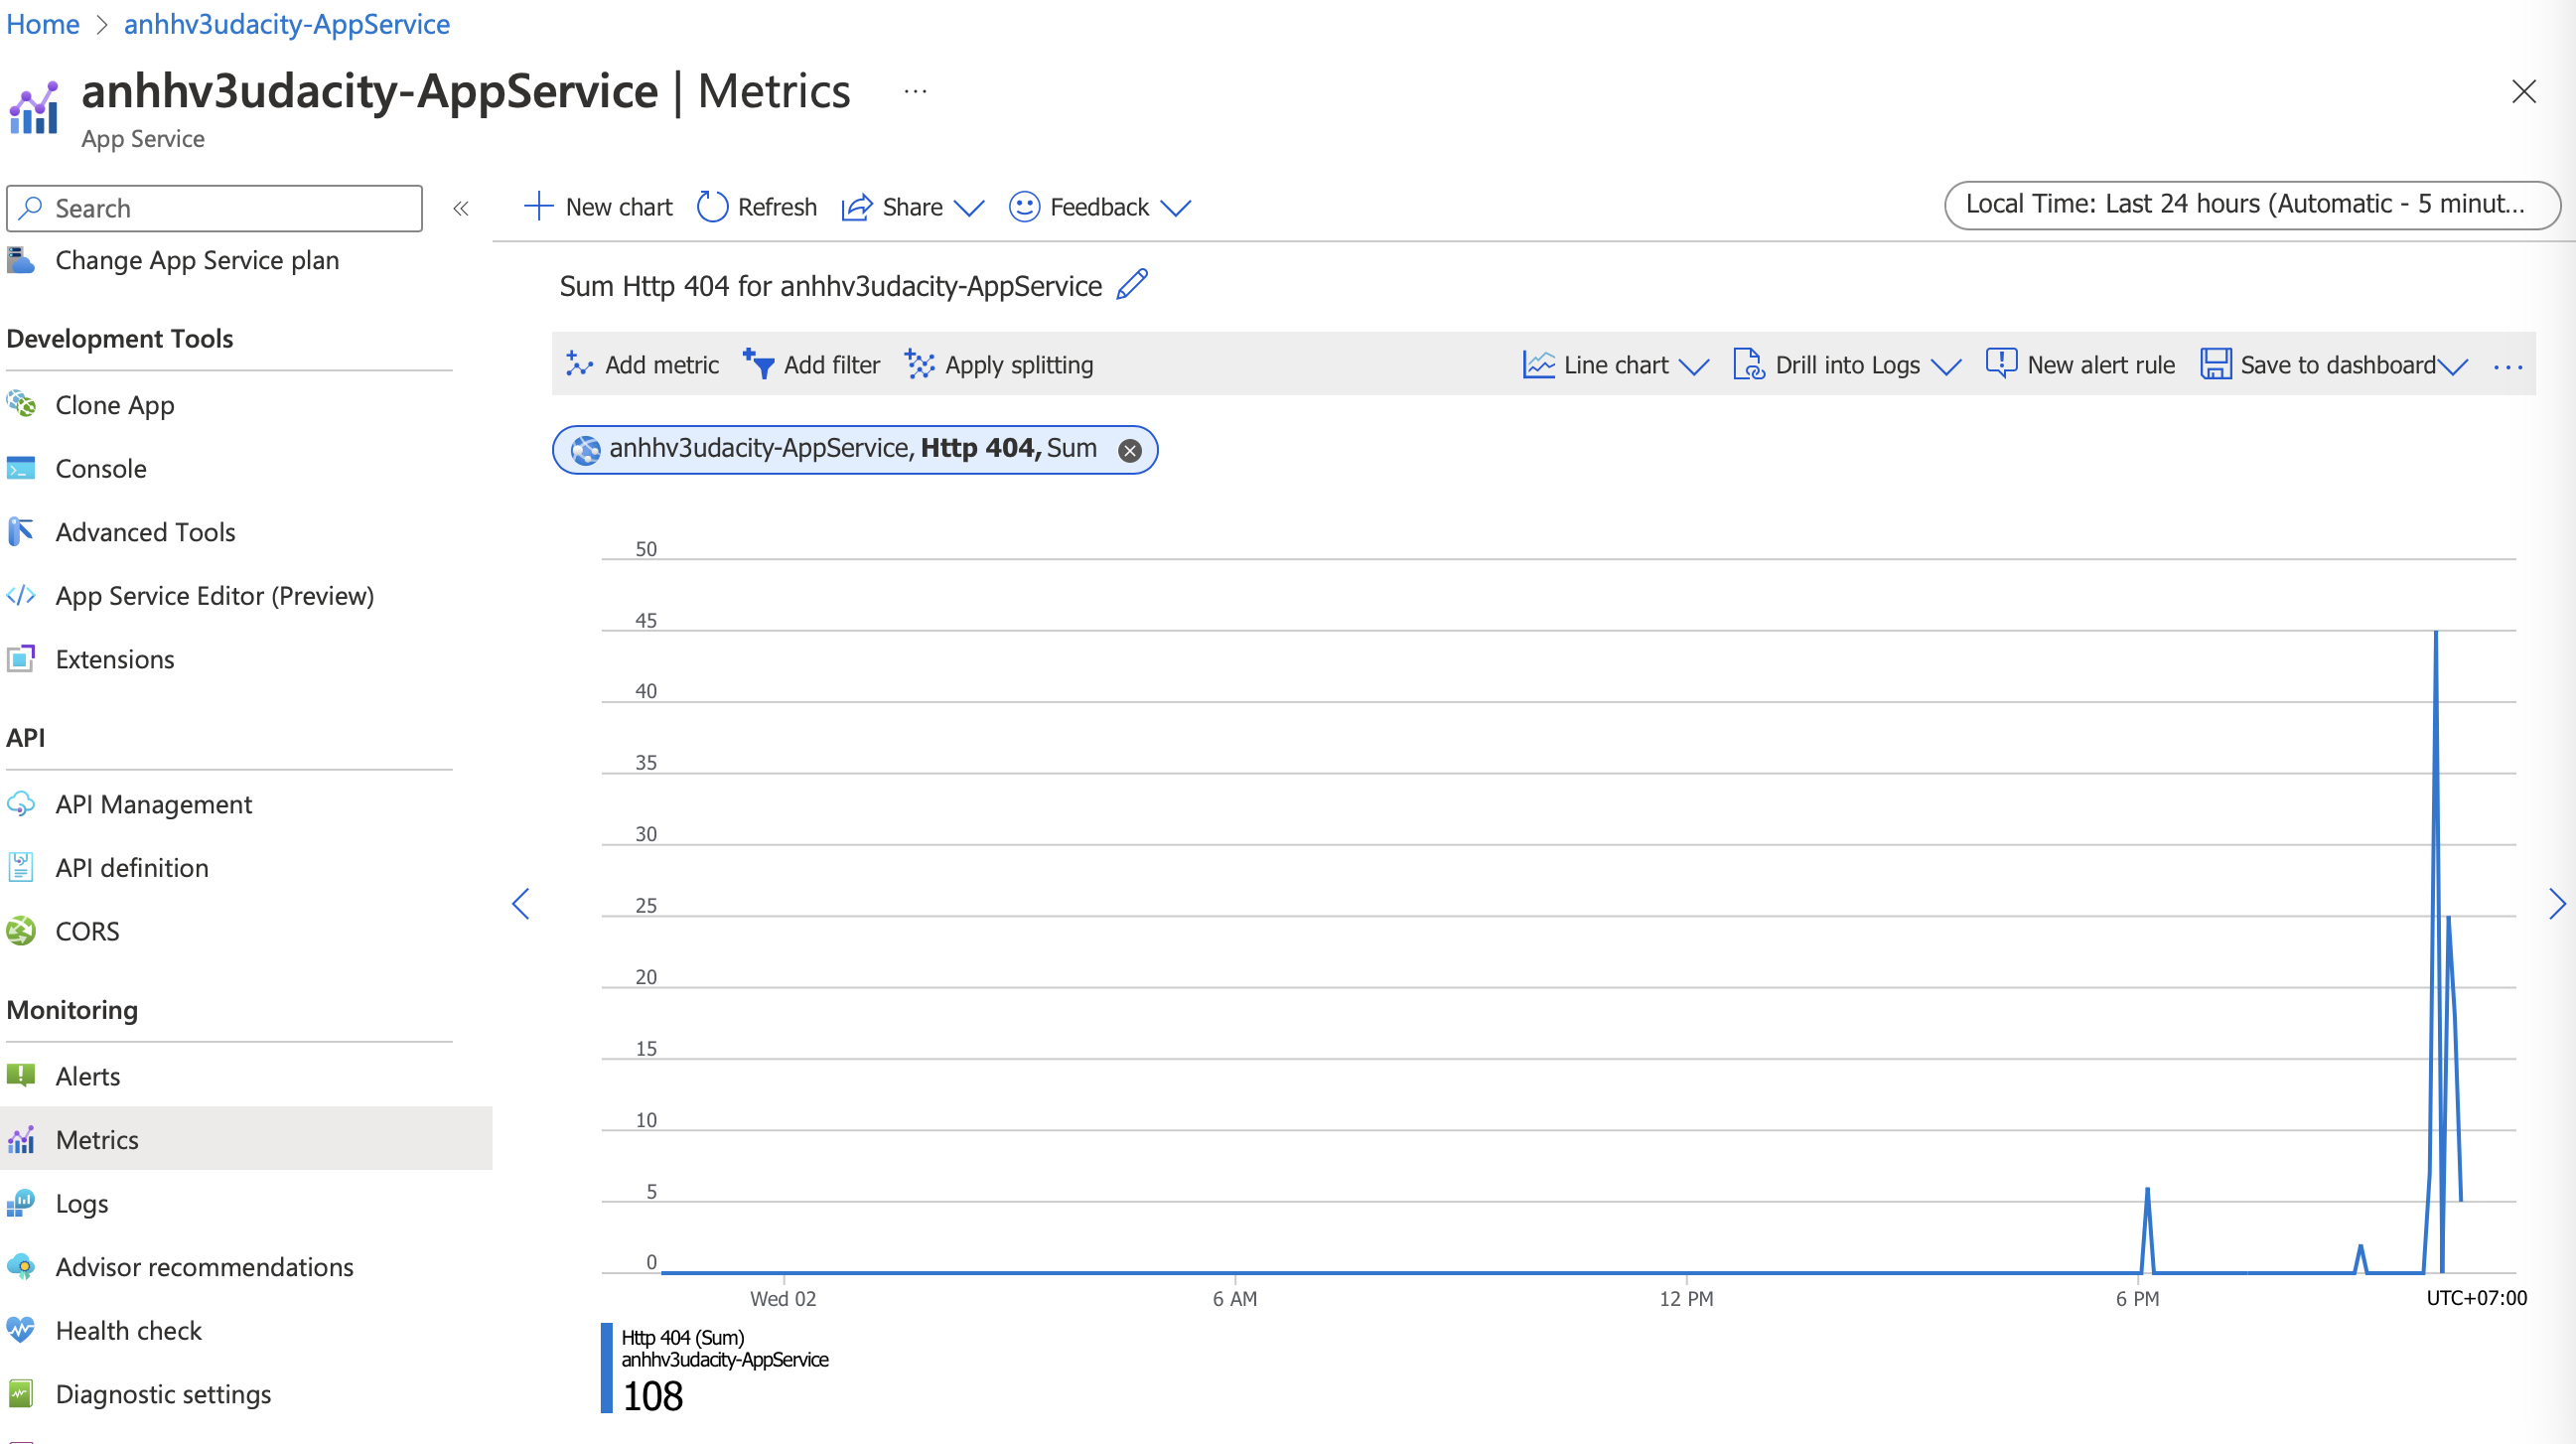 Home > anhhv3udacity-AppService
anhhv3udacity-AppService | Metrics ...
App Service
Search
«
Change App Service plan
Development Tools
Clone App
Console
Advanced Tools
App Service Editor (Preview)
Extensions
API
API Management
API definition
CORS
Monitoring
Alerts
Metrics
Logs
Advisor recommendations
Health check
Diagnostic settings
New chart Refresh Share Feedback
Local Time: Last 24 hours (Automatic - 5 minut...
Sum Http 404 for anhhv3udacity-AppService
Add metric Add filter Apply splitting Line chart Drill into Logs New alert rule Save to dashboard ...
anhhv3udacity-AppService, Http 404, Sum
50
45
40
35
30
25
20
15
10
5
0
Wed 02 6 AM 12 PM 6 PM UTC+07:00
Http 404 (Sum)
anhhv3udacity-AppService
108